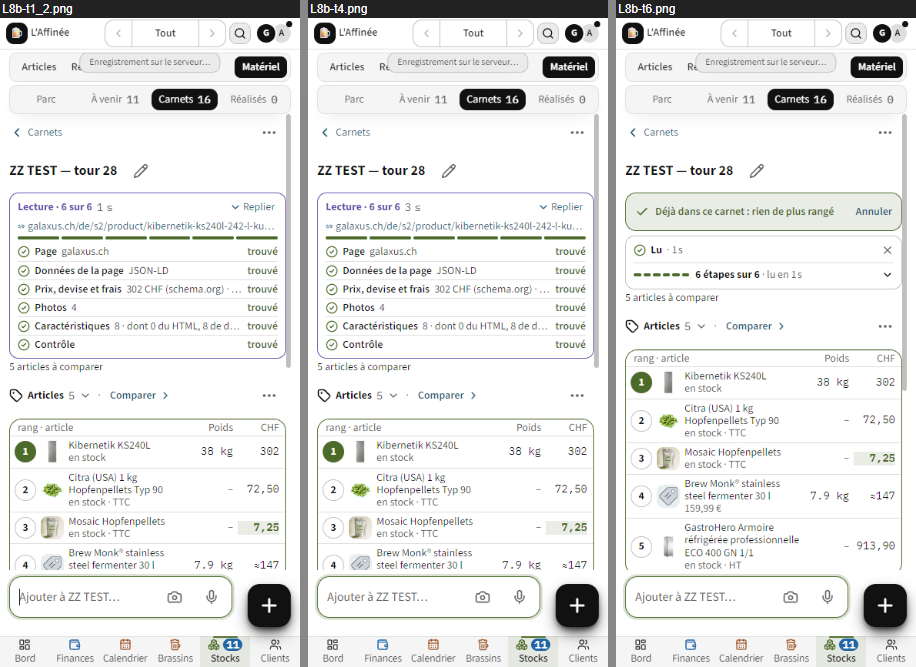 L8b-t1_2.png
L'Affinée
Tout
G A
Articles
Enregistrement sur le serveur...
Matériel
Parc
À venir 11
Carnets 16
Réalisés 0
Carnets
ZZ TEST — tour 28
Lecture · 6 sur 6 1 s
Replier
galaxus.ch/de/s2/product/kibernetik-ks240l-242-l-ku...
Page galaxus.ch trouvé
Données de la page JSON-LD trouvé
Prix, devise et frais 302 CHF (schema.org) · ... trouvé
Photos 4 trouvé
Caractéristiques 8 · dont 0 du HTML, 8 de d... trouvé
Contrôle trouvé
5 articles à comparer
Articles 5 · Comparer
rang · article Poids CHF
1 Kibernetik KS240L 38 kg 302
en stock
2 Citra (USA) 1 kg
Hopfenpellets Typ 90 – 72,50
en stock · TTC
3 Mosaic Hopfenpellets – 7,25
en stock · TTC
4 Brew Monk® stainless
steel fermenter 30 l 7.9 kg ≈147
Ajouter à ZZ TEST...
Bord
Finances
Calendrier
Brassins
Stocks 11
Clients
L8b-t4.png
L'Affinée
Tout
G A
Articles
Enregistrement sur le serveur...
Matériel
Parc
À venir 11
Carnets 16
Réalisés 0
Carnets
ZZ TEST — tour 28
Lecture · 6 sur 6 3 s
Replier
galaxus.ch/de/s2/product/kibernetik-ks240l-242-l-ku...
Page galaxus.ch trouvé
Données de la page JSON-LD trouvé
Prix, devise et frais 302 CHF (schema.org) · ... trouvé
Photos 4 trouvé
Caractéristiques 8 · dont 0 du HTML, 8 de d... trouvé
Contrôle trouvé
5 articles à comparer
Articles 5 · Comparer
rang · article Poids CHF
1 Kibernetik KS240L 38 kg 302
en stock
2 Citra (USA) 1 kg
Hopfenpellets Typ 90 – 72,50
en stock · TTC
3 Mosaic Hopfenpellets – 7,25
en stock · TTC
4 Brew Monk® stainless
steel fermenter 30 l 7.9 kg ≈147
Ajouter à ZZ TEST...
Bord
Finances
Calendrier
Brassins
Stocks 11
Clients
L8b-t6.png
L'Affinée
Tout
G A
Articles
Enregistrement sur le serveur...
Matériel
Parc
À venir 11
Carnets 16
Réalisés 0
Carnets
ZZ TEST — tour 28
Déjà dans ce carnet : rien de plus rangé
Annuler
Lu · 1s
6 étapes sur 6 · lu en 1s
5 articles à comparer
Articles 5 · Comparer
rang · article Poids CHF
1 Kibernetik KS240L 38 kg 302
en stock
2 Citra (USA) 1 kg
Hopfenpellets Typ 90 – 72,50
en stock · TTC
3 Mosaic Hopfenpellets – 7,25
en stock · TTC
4 Brew Monk® stainless
steel fermenter 30 l 7.9 kg ≈147
159,99 €
GastroHero Armoire
5 réfrigérée professionnelle – 913,90
ECO 400 GN 1/1
en stock · HT
Ajouter à ZZ TEST...
Bord
Finances
Calendrier
Brassins
Stocks 11
Clients